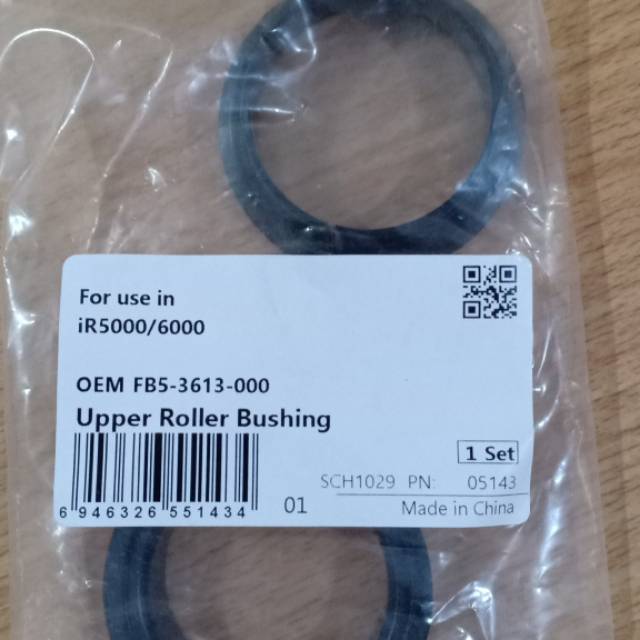 For use in
iR5000/6000
OEM FB5-3613-000
Upper Roller Bushing
1 Set
SCH1029 PN: 05143
6 946326 551434 01
Made in China